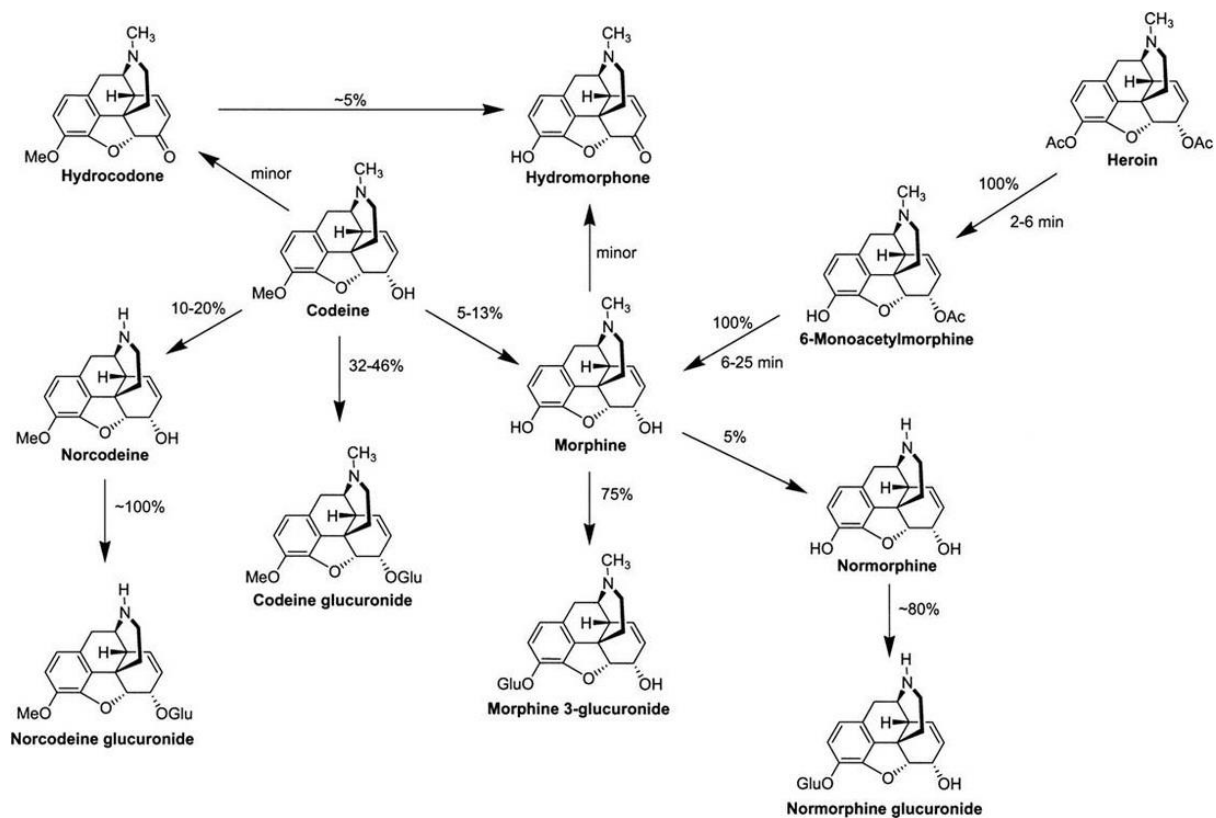 CH₃
N
H
MeO
O
O
Hydrocodone
~5%
CH₃
N
H
HO
O
O
Hydromorphone
CH₃
N
H
AcO
O
OAc
Heroin
minor
CH₃
N
H
MeO
O
OH
Codeine
minor
100%
2-6 min
CH₃
N
H
HO
O
OAc
6-Monoacetylmorphine
10-20%
5-13%
32-46%
100%
6-25 min
H
N
H
MeO
O
OH
Norcodeine
CH₃
N
H
HO
O
OH
Morphine
~100%
75%
5%
CH₃
N
H
MeO
O
OGlu
Codeine glucuronide
H
N
H
HO
O
OH
Normorphine
H
N
H
MeO
O
OGlu
Norcodeine glucuronide
CH₃
N
H
GluO
O
OH
Morphine 3-glucuronide
~80%
H
N
H
GluO
O
OH
Normorphine glucuronide